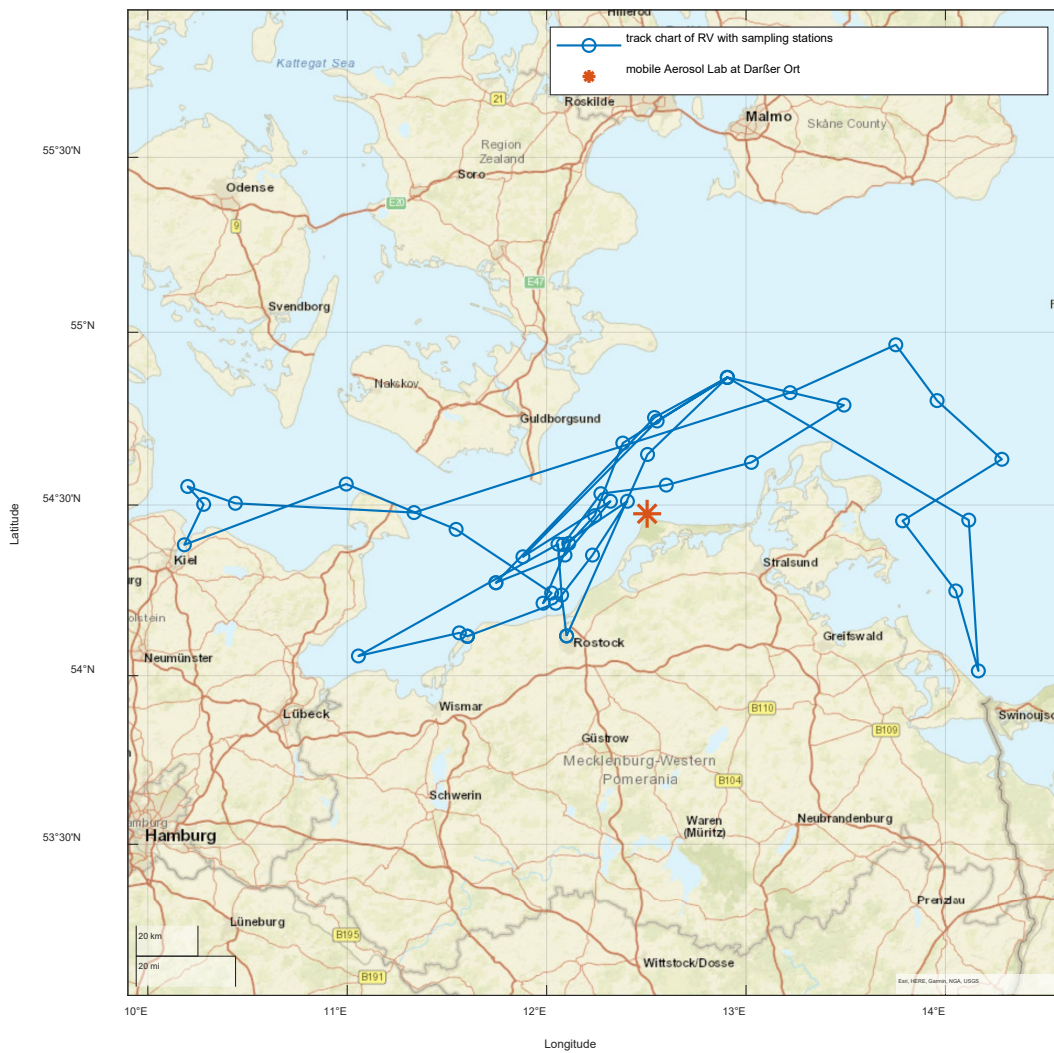 Hillerod
track chart of RV with sampling stations
mobile Aerosol Lab at Darßer Ort
Kattegat Sea
21
Roskilde
Malmo
Skåne County
Region
Zealand
55°30'N
Soro
Odense
E20
9
E47
Svendborg
55°N
Nakskov
Guldborgsund
54°30'N
Latitude
Kiel
Stralsund
Rostock
Greifswald
Neumünster
54°N
Wismar
Lübeck
B110
Swinoujsc
B109
Güstrow
Mecklenburg-Western
Pomerania
B104
Schwerin
Waren
(Müritz)
Neubrandenburg
53°30'N
Hamburg
Prenzlau
Lüneburg
B195
20 km
20 mi
Wittstock/Dosse
B191
Esri, HERE, Garmin, NGA, USGS
10°E
11°E
12°E
13°E
14°E
Longitude